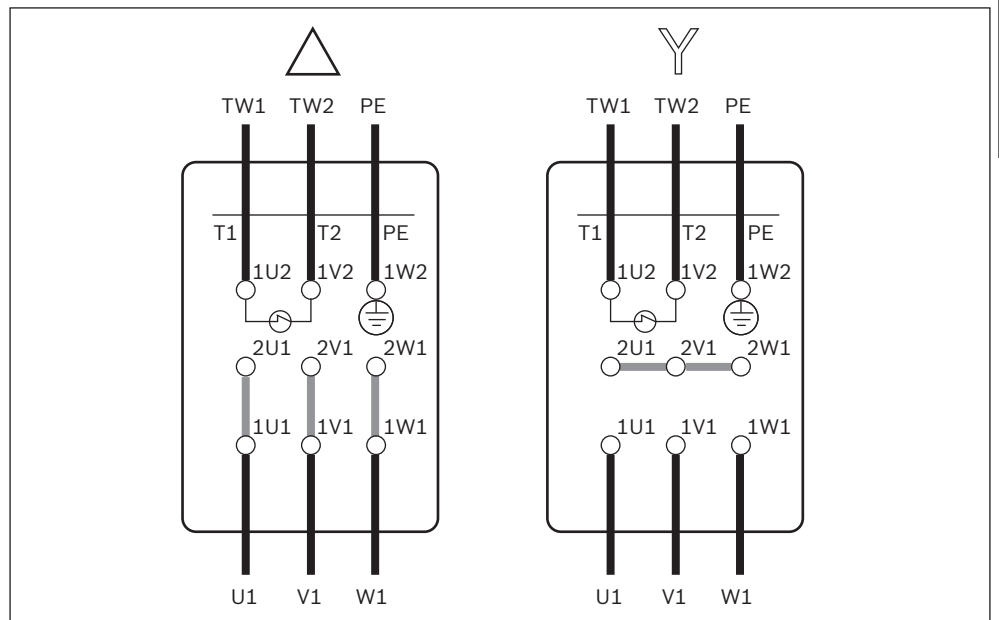 TW1 TW2 PE
T1 T2 PE
1U2 1V2 1W2
2U1 2V1 2W1
1U1 1V1 1W1
U1 V1 W1
Y
TW1 TW2 PE
T1 T2 PE
1U2 1V2 1W2
2U1 2V1 2W1
1U1 1V1 1W1
U1 V1 W1